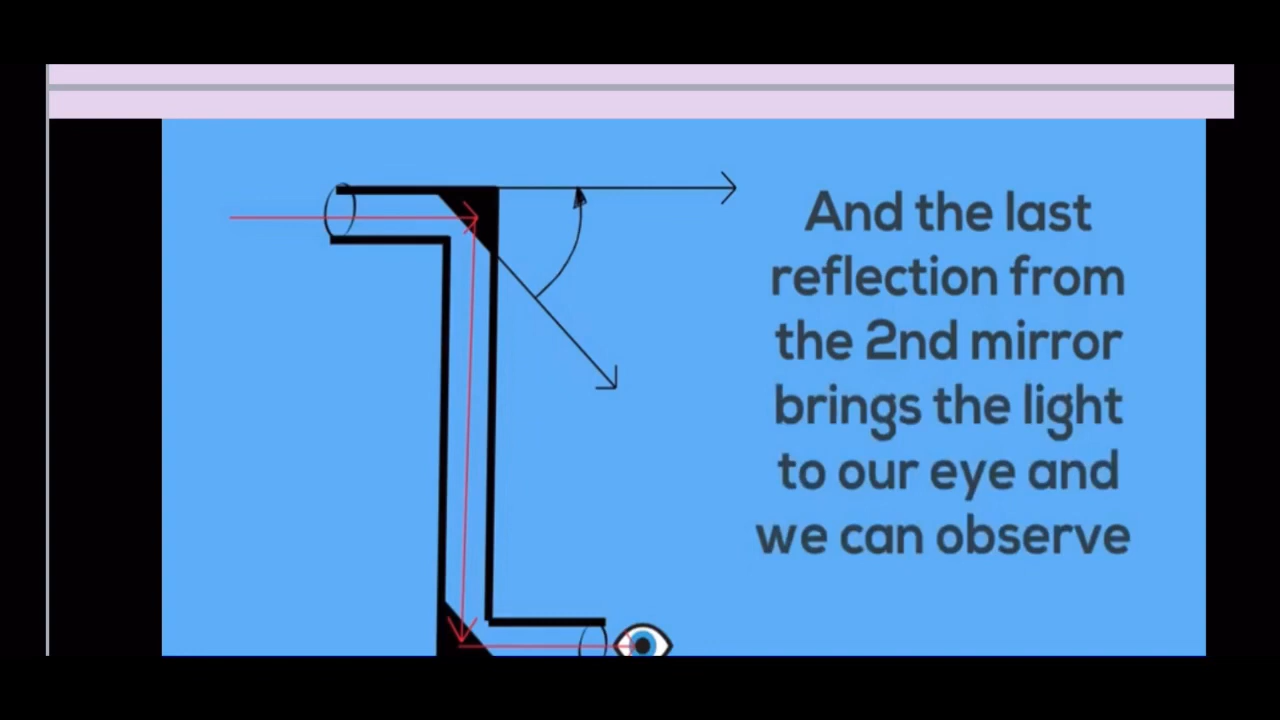 And the last
reflection from
the 2nd mirror
brings the light
to our eye and
we can observe